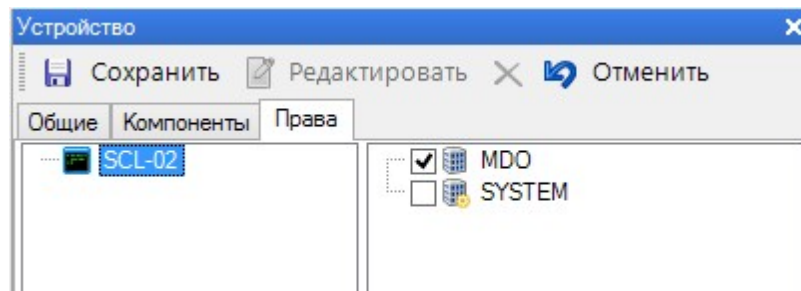 Устройство
Сохранить Редактировать Отменить
Общие Компоненты Права
SCL-02 MDO
SYSTEM